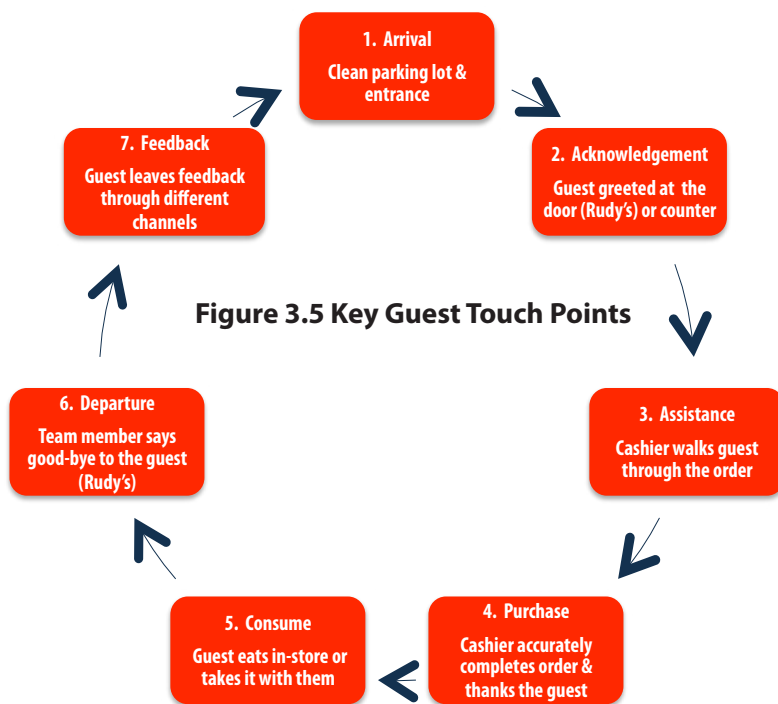 1. Arrival
Clean parking lot &
entrance
2. Acknowledgement
Guest greeted at the
door (Rudy's) or counter
3. Assistance
Cashier walks guest
through the order
4. Purchase
Cashier accurately
completes order &
thanks the guest
5. Consume
Guest eats in-store or
takes it with them
6. Departure
Team member says
good-bye to the guest
(Rudy's)
7. Feedback
Guest leaves feedback
through different
channels
Figure 3.5 Key Guest Touch Points